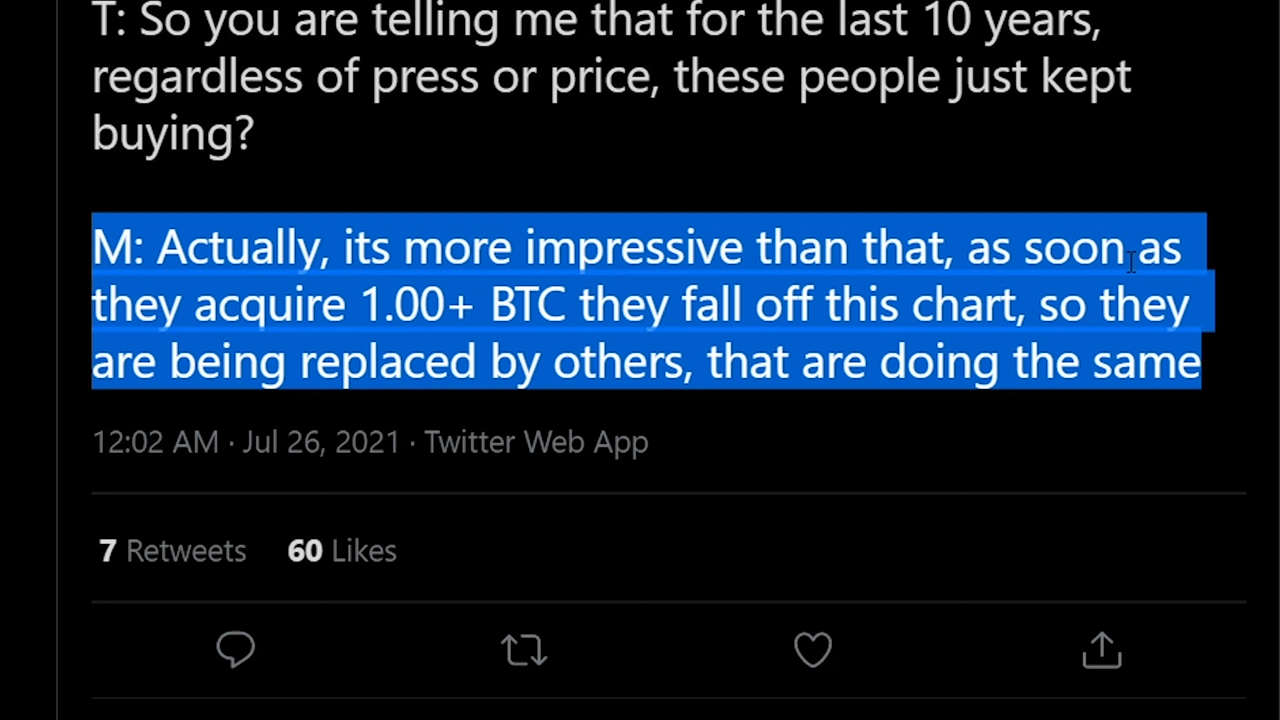 T: So you are telling me that for the last 10 years,
regardless of press or price, these people just kept
buying?
M: Actually, its more impressive than that, as soon as
they acquire 1.00+ BTC they fall off this chart, so they
are being replaced by others, that are doing the same
12:02 AM · Jul 26, 2021 · Twitter Web App
7 Retweets 60 Likes